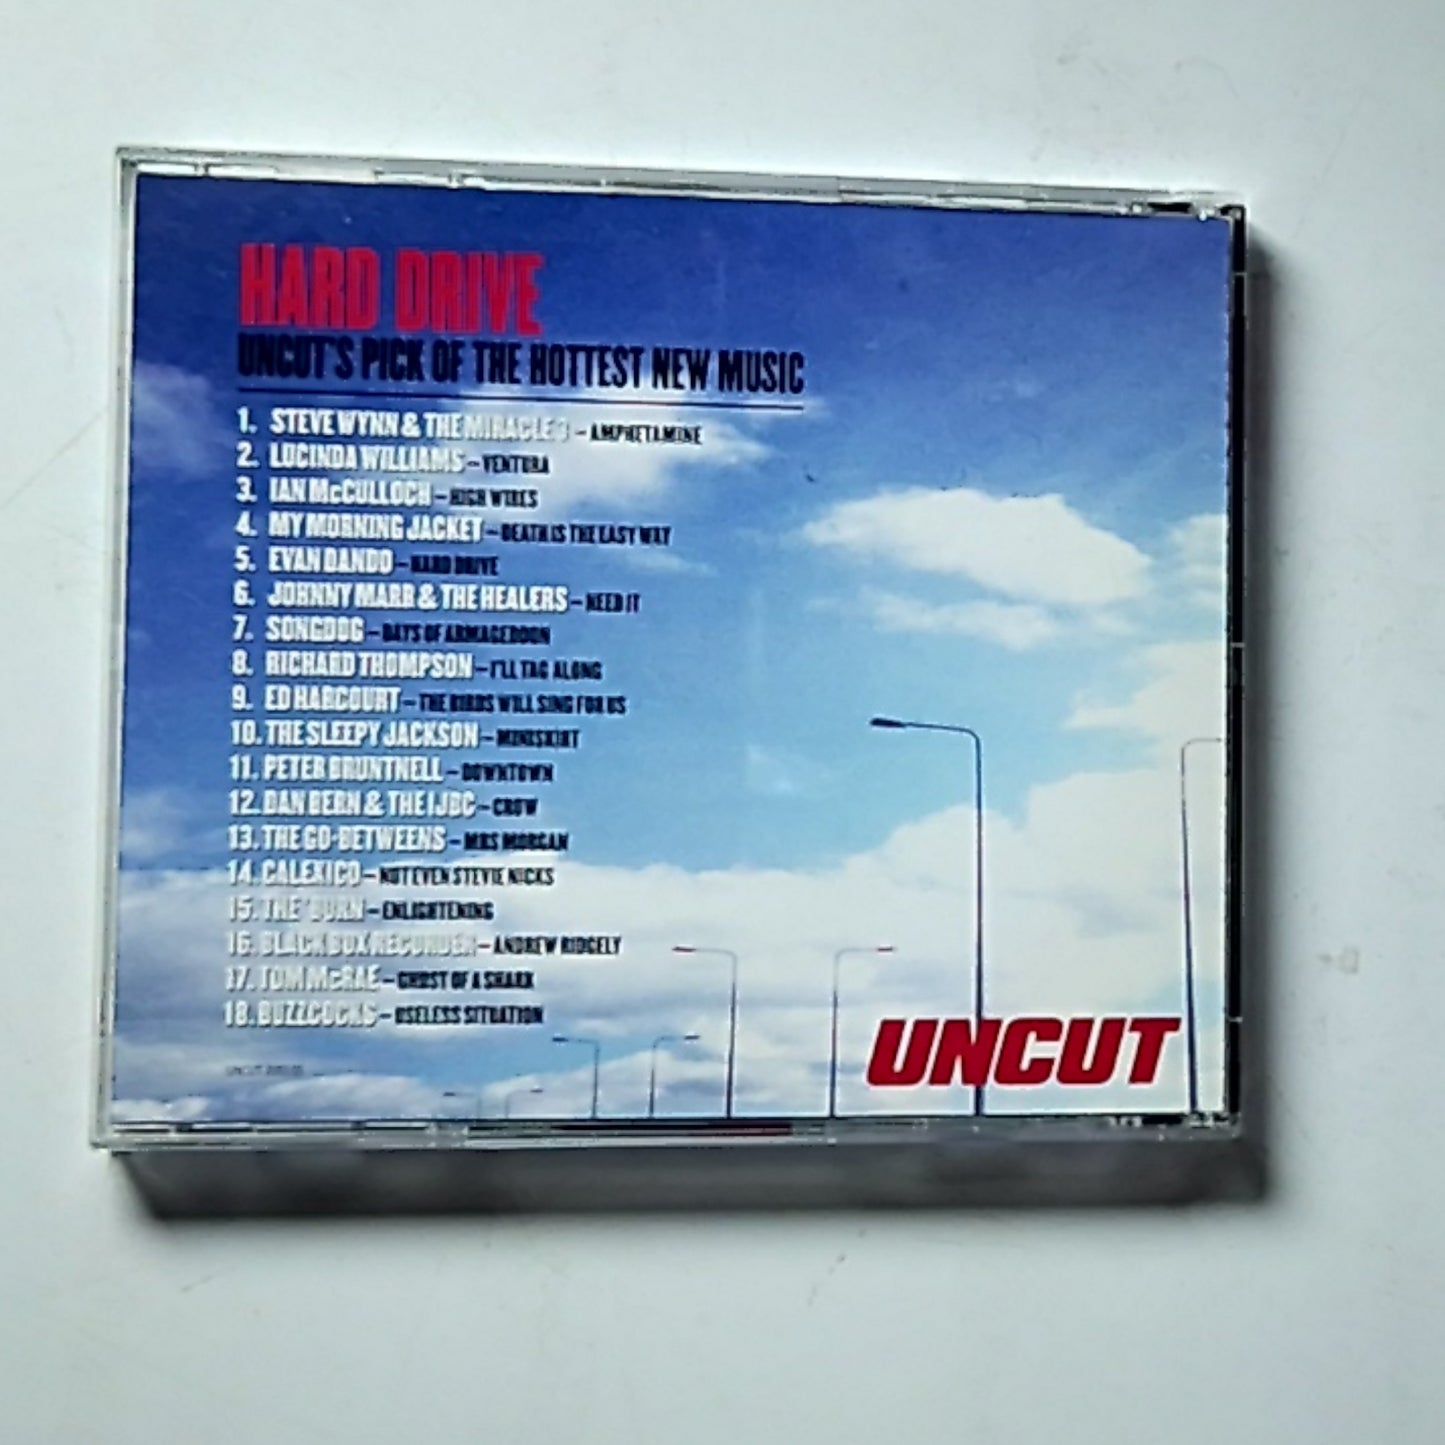 HARD DRIVE
UNCUT'S PICK OF THE HOTTEST NEW MUSIC
1. STEVE WYNN & THE MIRACLE 3 – AMPHETAMINE
2. LUCINDA WILLIAMS – VENTURA
3. IAN McCULLOCH – HIGH WIRES
4. MY MORNING JACKET – DEATH IS THE EASY WAY
5. EVAN DANDO – HARD DRIVE
6. JOHNNY MARR & THE HEALERS – NEED IT
7. SONGDOG – DAYS OF ARMAGEDDON
8. RICHARD THOMPSON – I'LL TAG ALONG
9. ED HARCOURT – THE BIRDS WILL SING FOR US
10. THE SLEEPY JACKSON – MINISKIRT
11. PETER BRUNTNELL – DOWNTOWN
12. DAN BERN & THE IJBC – CROW
13. THE GO-BETWEENS – MRS MORGAN
14. CALEXICO – NOT EVEN STEVIE NICKS
15. THE 'BURN – ENLIGHTENING
16. BLACK BOX RECORDER – ANDREW RIDGELY
17. TOM McRAE – GHOST OF A SHARK
18. BUZZCOCKS – USELESS SITUATION
UNCUT
UNCUT